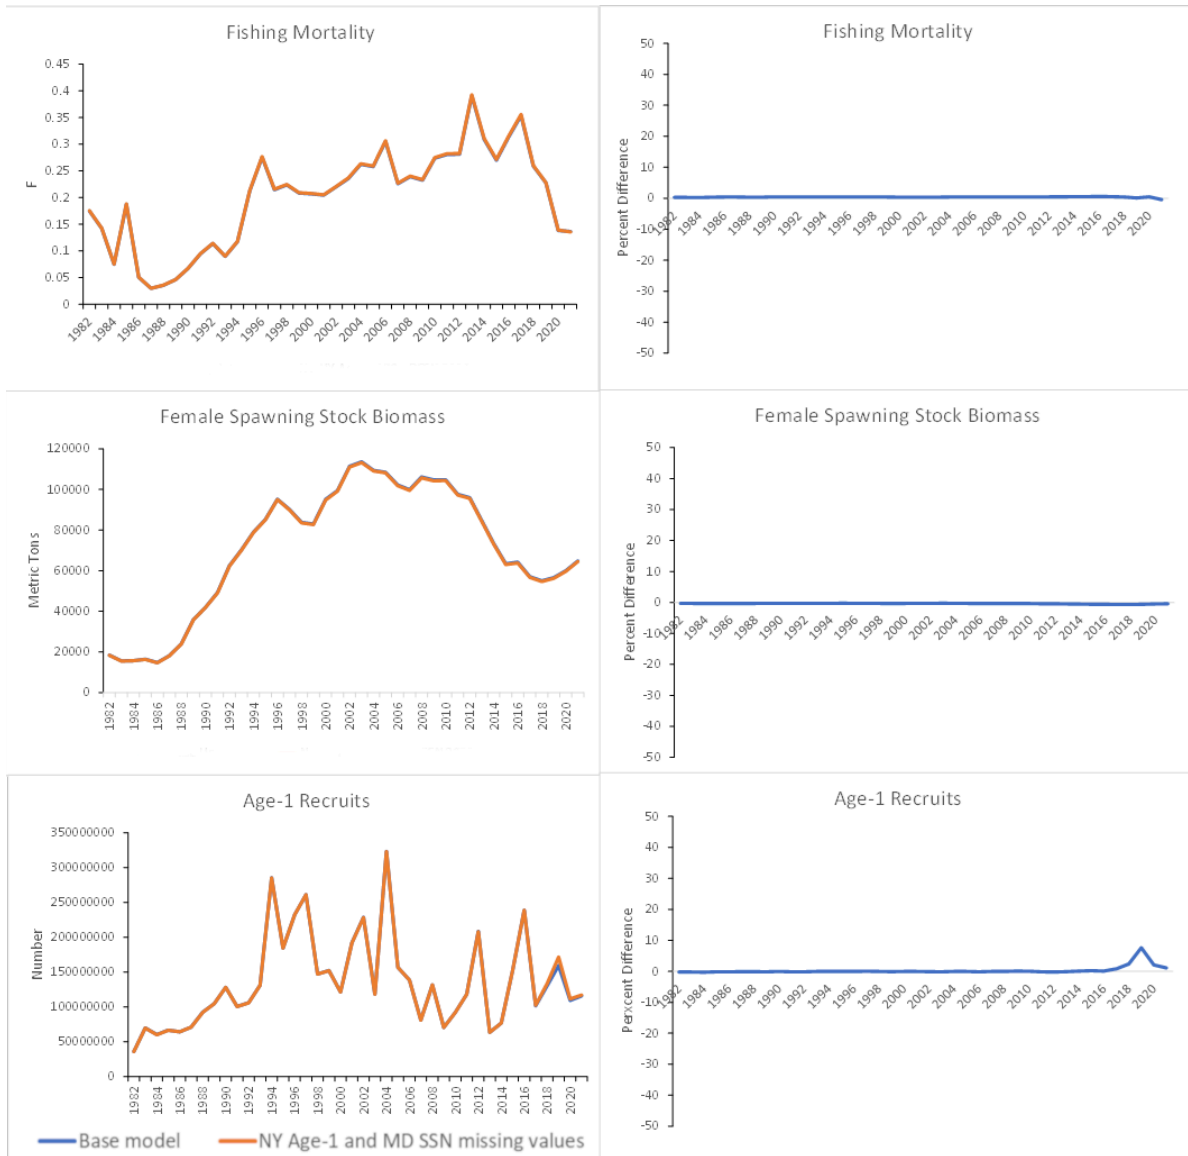 Fishing Mortality
0.45
0.4
0.35
0.3
0.25
0.2
0.15
0.1
0.05
0
F
1982 1984 1986 1988 1990 1992 1994 1996 1998 2000 2002 2004 2006 2008 2010 2012 2014 2016 2018 2020
Fishing Mortality
50
40
30
20
10
0
-10
-20
-30
-40
-50
Percent Difference
1982 1984 1986 1988 1990 1992 1994 1996 1998 2000 2002 2004 2006 2008 2010 2012 2014 2016 2018 2020
Female Spawning Stock Biomass
120000
100000
80000
60000
40000
20000
0
Metric Tons
1982 1984 1986 1988 1990 1992 1994 1996 1998 2000 2002 2004 2006 2008 2010 2012 2014 2016 2018 2020
Female Spawning Stock Biomass
50
40
30
20
10
0
-10
-20
-30
-40
-50
Percent Difference
1982 1984 1986 1988 1990 1992 1994 1996 1998 2000 2002 2004 2006 2008 2010 2012 2014 2016 2018 2020
Age-1 Recruits
350000000
300000000
250000000
200000000
150000000
100000000
50000000
0
Number
1982 1984 1986 1988 1990 1992 1994 1996 1998 2000 2002 2004 2006 2008 2010 2012 2014 2016 2018 2020
Base model
NY Age-1 and MD SSN missing values
Age-1 Recruits
50
40
30
20
10
0
-10
-20
-30
-40
-50
Perxcent Difference
1982 1984 1986 1988 1990 1992 1994 1996 1998 2000 2002 2004 2006 2008 2010 2012 2014 2016 2018 2020